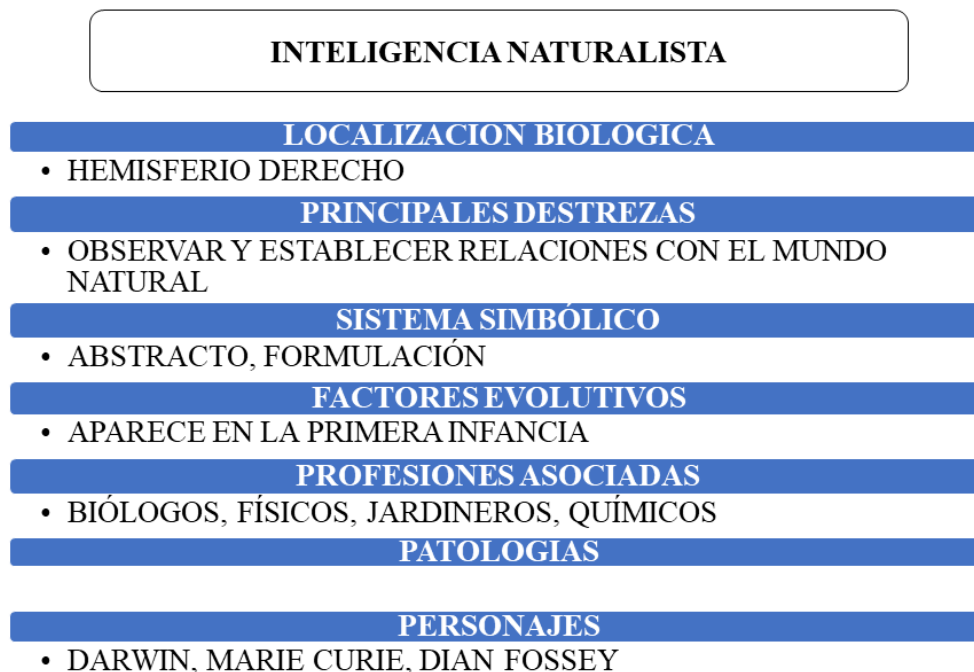 INTELIGENCIA NATURALISTA
LOCALIZACION BIOLOGICA
• HEMISFERIO DERECHO
PRINCIPALES DESTREZAS
• OBSERVAR Y ESTABLECER RELACIONES CON EL MUNDO
NATURAL
SISTEMA SIMBÓLICO
• ABSTRACTO, FORMULACIÓN
FACTORES EVOLUTIVOS
• APARECE EN LA PRIMERA INFANCIA
PROFESIONES ASOCIADAS
• BIÓLOGOS, FÍSICOS, JARDINEROS, QUÍMICOS
PATOLOGIAS
PERSONAJES
• DARWIN, MARIE CURIE, DIAN FOSSEY